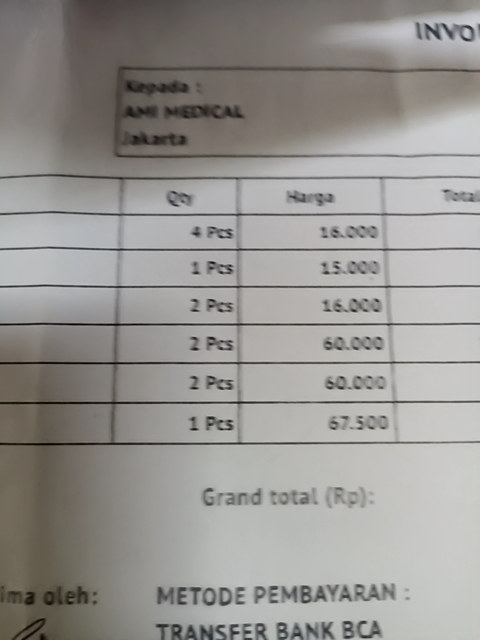 INVO
Kepada :
AMI MEDICAL
Jakarta
Qty Harga Total
4 Pcs 16.000
1 Pcs 15.000
2 Pcs 16.000
2 Pcs 60.000
2 Pcs 60.000
1 Pcs 67.500
Grand total (Rp):
ima oleh: METODE PEMBAYARAN :
TRANSFER BANK BCA